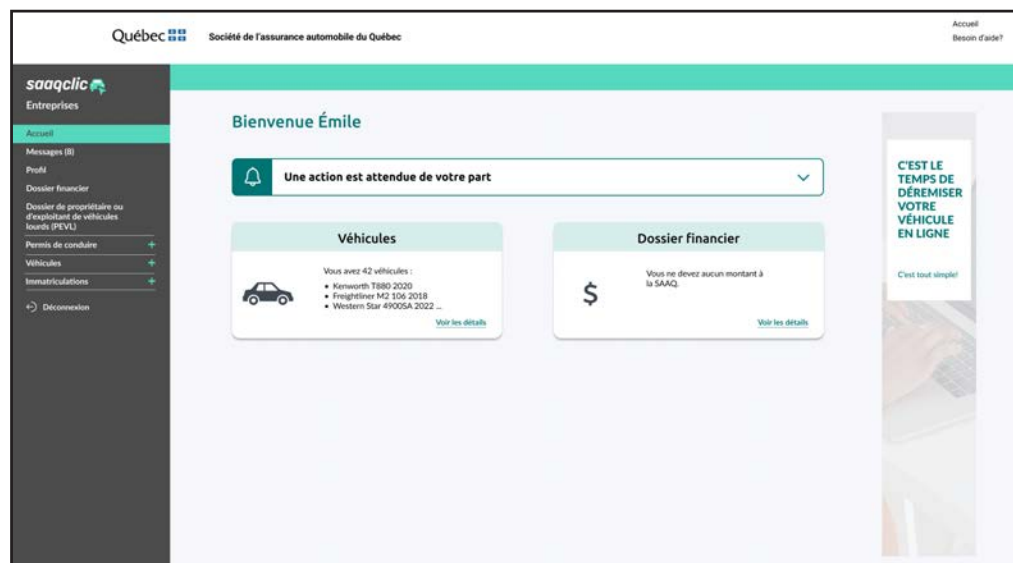 Québec
Société de l'assurance automobile du Québec
Accueil
Besoin d'aide?
saaqclic
Entreprises
Accueil
Messages (8)
Profil
Dossier financier
Dossier de propriétaire ou
d'exploitant de véhicules
lourds (PEVL)
Permis de conduire +
Véhicules +
Immatriculations +
Déconnexion
Bienvenue Émile
Une action est attendue de votre part
Véhicules
Vous avez 42 véhicules :
• Kenworth T880 2020
• Freightliner M2 106 2018
• Western Star 4900SA 2022 ...
Voir les détails
Dossier financier
$
Vous ne devez aucun montant à
la SAAQ.
Voir les détails
C'EST LE
TEMPS DE
DÉREMISER
VOTRE
VÉHICULE
EN LIGNE
C'est tout simple!